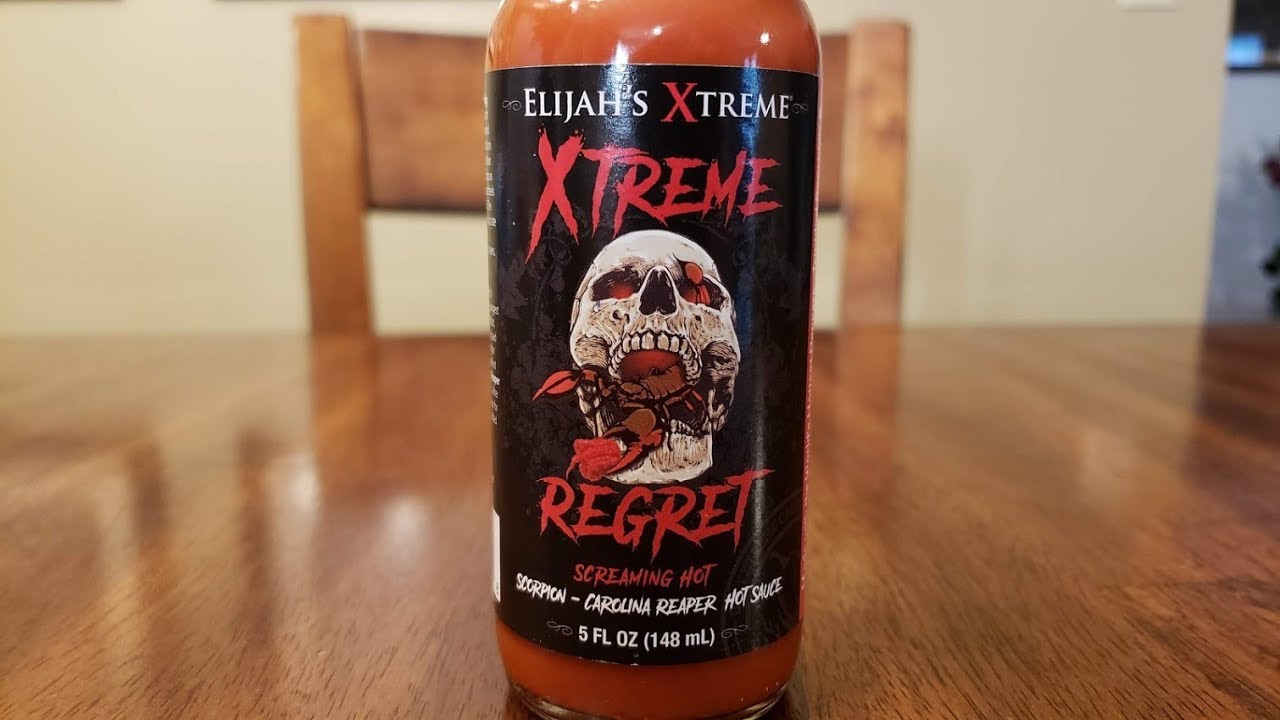 ELIJAH'S XTREME®
XTREME
REGRET
SCREAMING HOT
SCORPION - CAROLINA REAPER HOT SAUCE
5 FL OZ (148 mL)